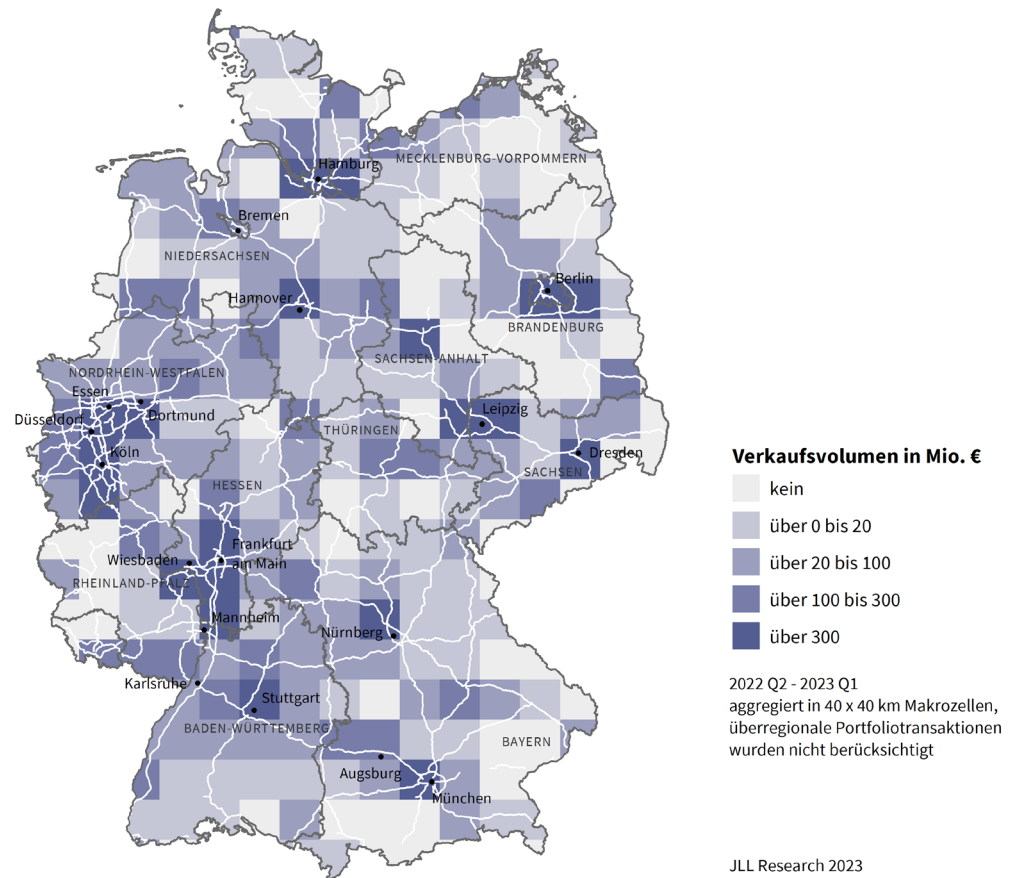 Hamburg
MECKLENBURG-VORPOMMERN
Bremen
NIEDERSACHSEN
Berlin
Hannover
BRANDENBURG
SACHSEN-ANHALT
NORDRHEIN-WESTFALEN
Essen
Dortmund
Düsseldorf
Leipzig
THÜRINGEN
Köln
Dresden
SACHSEN
HESSEN
Frankfurt
am Main
Wiesbaden
RHEINLAND-PFALZ
Mannheim
Nürnberg
Karlsruhe
Stuttgart
BADEN-WÜRTTEMBERG
BAYERN
Augsburg
München
Verkaufsvolumen in Mio. €
kein
über 0 bis 20
über 20 bis 100
über 100 bis 300
über 300
2022 Q2 - 2023 Q1
aggregiert in 40 x 40 km Makrozellen,
überregionale Portfoliotransaktionen
wurden nicht berücksichtigt
JLL Research 2023